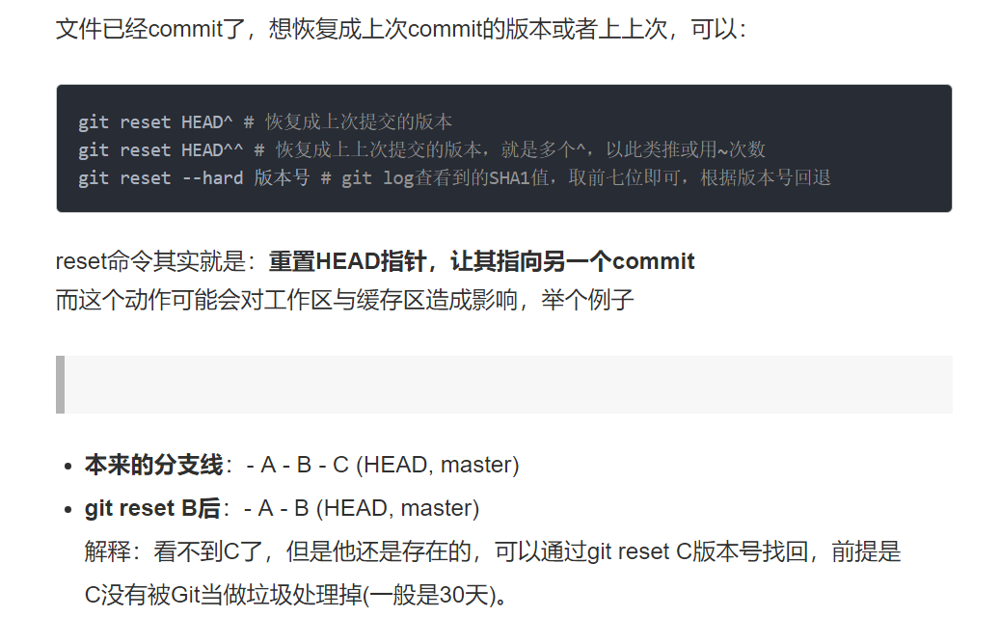 文件已经commit了，想恢复成上次commit的版本或者上上次，可以：
git reset HEAD^ # 恢复成上次提交的版本
git reset HEAD^^ # 恢复成上上次提交的版本，就是多个^，以此类推或用~次数
git reset --hard 版本号 # git log查看到的SHA1值，取前七位即可，根据版本号回退
reset命令其实就是：重置HEAD指针，让其指向另一个commit
而这个动作可能会对工作区与缓存区造成影响，举个例子
• 本来的分支线：- A - B - C (HEAD, master)
• git reset B后：- A - B (HEAD, master)
解释：看不到C了，但是他还是存在的，可以通过git reset C版本号找回，前提是
C没有被Git当做垃圾处理掉(一般是30天)。